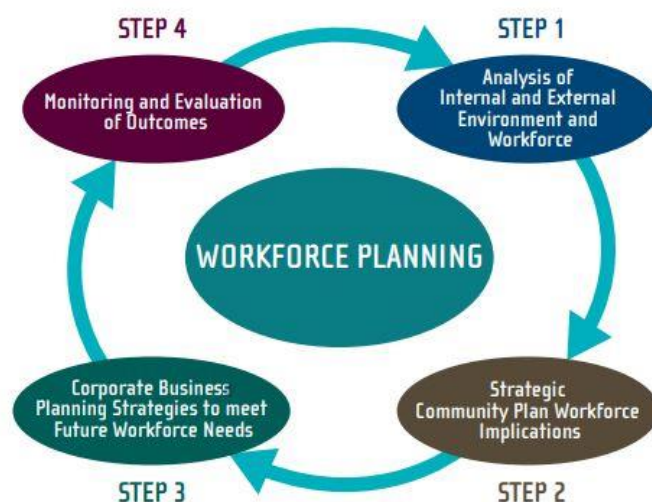 STEP 4
Monitoring and Evaluation
of Outcomes
STEP 1
Analysis of
Internal and External
Environment and
Workforce
WORKFORCE PLANNING
Corporate Business
Planning Strategies to meet
Future Workforce Needs
STEP 3
Strategic
Community Plan Workforce
Implications
STEP 2